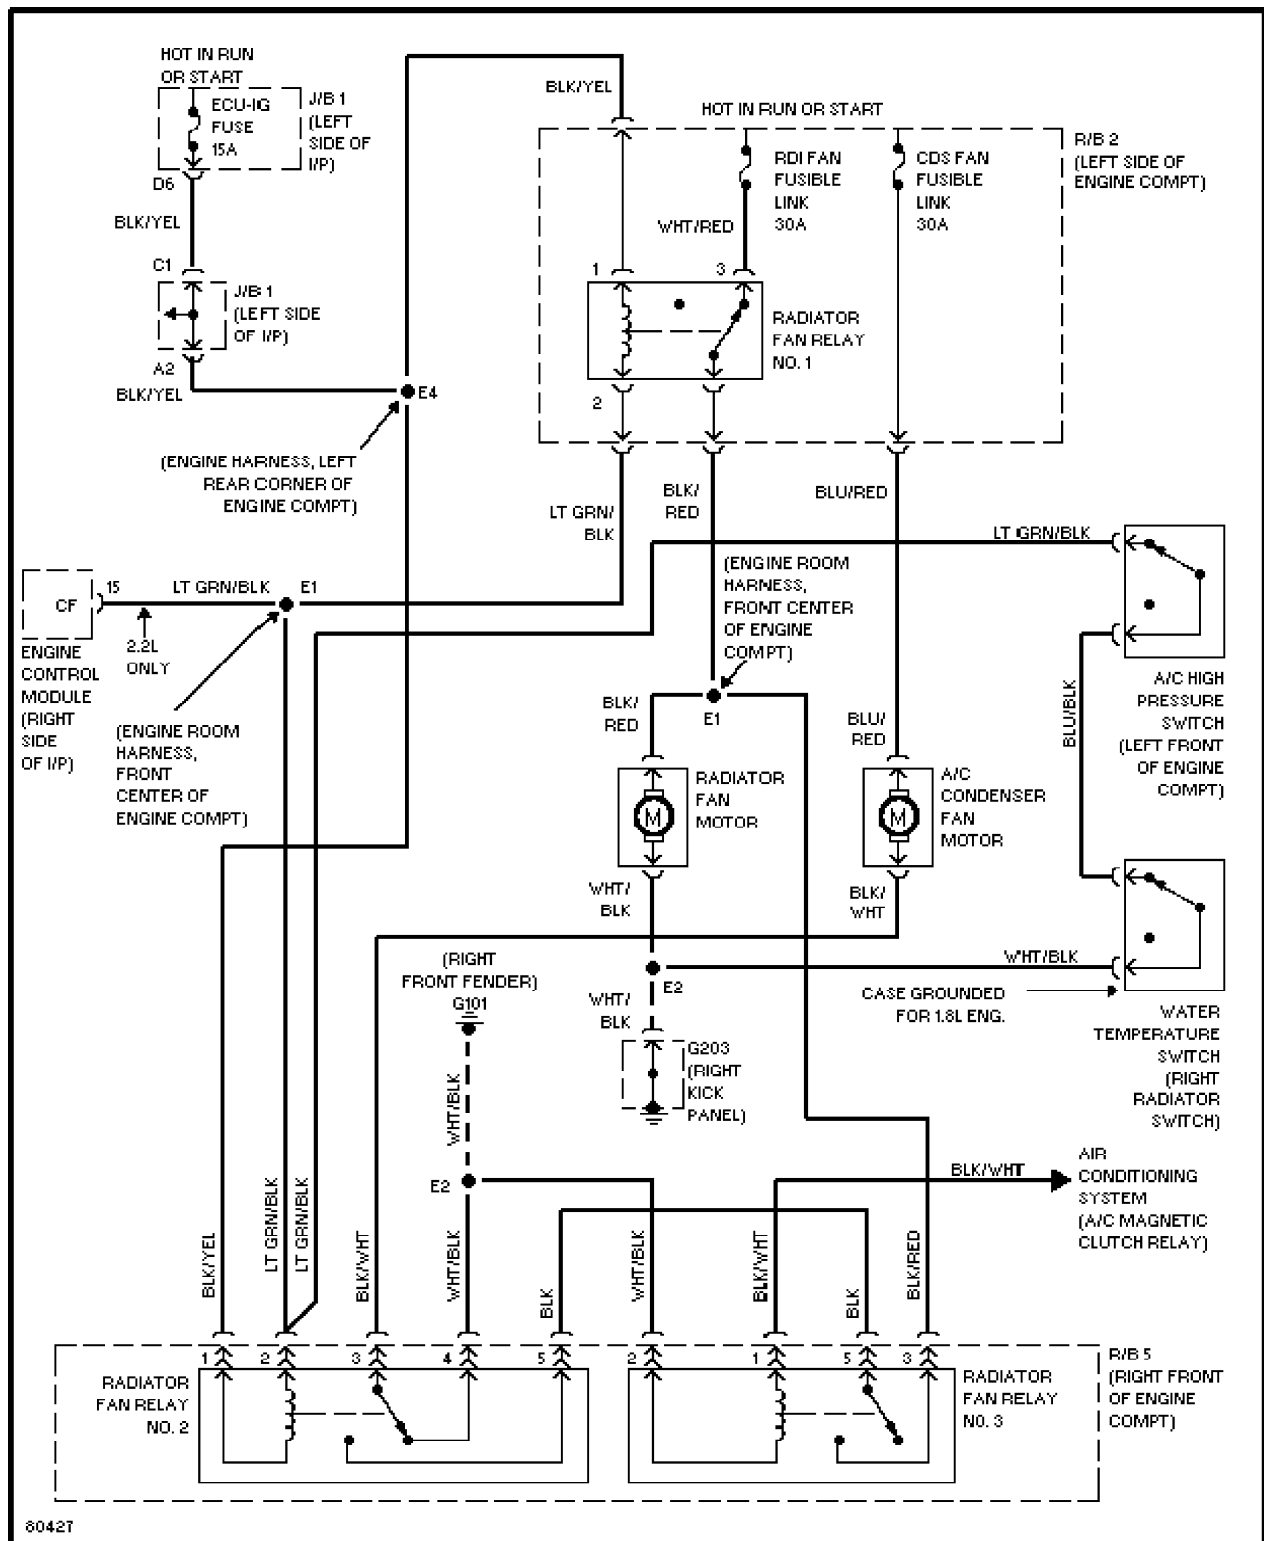 HOT IN RUN
OR START
ECU-IG
FUSE
15A
J/B 1
(LEFT
SIDE OF
I/P)
D6
BLK/YEL
C1
J/B 1
(LEFT SIDE
OF I/P)
A2
BLK/YEL
E4
(ENGINE HARNESS, LEFT
REAR CORNER OF
ENGINE COMPT)
BLK/YEL
HOT IN RUN OR START
R/B 2
(LEFT SIDE OF
ENGINE COMPT)
RDI FAN
FUSIBLE
LINK
30A
CDS FAN
FUSIBLE
LINK
30A
WHT/RED
1
3
RADIATOR
FAN RELAY
NO. 1
2
LT GRN/
BLK
BLK/
RED
BLU/RED
LT GRN/BLK
(ENGINE ROOM
HARNESS,
FRONT CENTER
OF ENGINE
COMPT)
CF
15
LT GRN/BLK
E1
2.2L
ONLY
ENGINE
CONTROL
MODULE
(RIGHT
SIDE
OF I/P)
(ENGINE ROOM
HARNESS,
FRONT
CENTER OF
ENGINE COMPT)
BLK/
RED
E1
BLU/
RED
BLU/BLK
A/C HIGH
PRESSURE
SWITCH
(LEFT FRONT
OF ENGINE
COMPT)
M
RADIATOR
FAN
MOTOR
M
A/C
CONDENSER
FAN
MOTOR
WHT/
BLK
BLK/
WHT
(RIGHT
FRONT FENDER)
G101
E2
WHT/BLK
CASE GROUNDED
FOR 1.8L ENG.
WATER
TEMPERATURE
SWITCH
(RIGHT
RADIATOR
SWITCH)
WHT/
BLK
G203
(RIGHT
KICK
PANEL)
WHT/BLK
E2
BLK/WHT
AIR
CONDITIONING
SYSTEM
(A/C MAGNETIC
CLUTCH RELAY)
BLK/YEL
LT GRN/BLK
LT GRN/BLK
BLK/WHT
WHT/BLK
BLK
WHT/BLK
BLK/WHT
BLK
BLK/RED
1
2
3
4
5
2
1
5
3
RADIATOR
FAN RELAY
NO. 2
RADIATOR
FAN RELAY
NO. 3
R/B 5
(RIGHT FRONT
OF ENGINE
COMPT)
80427